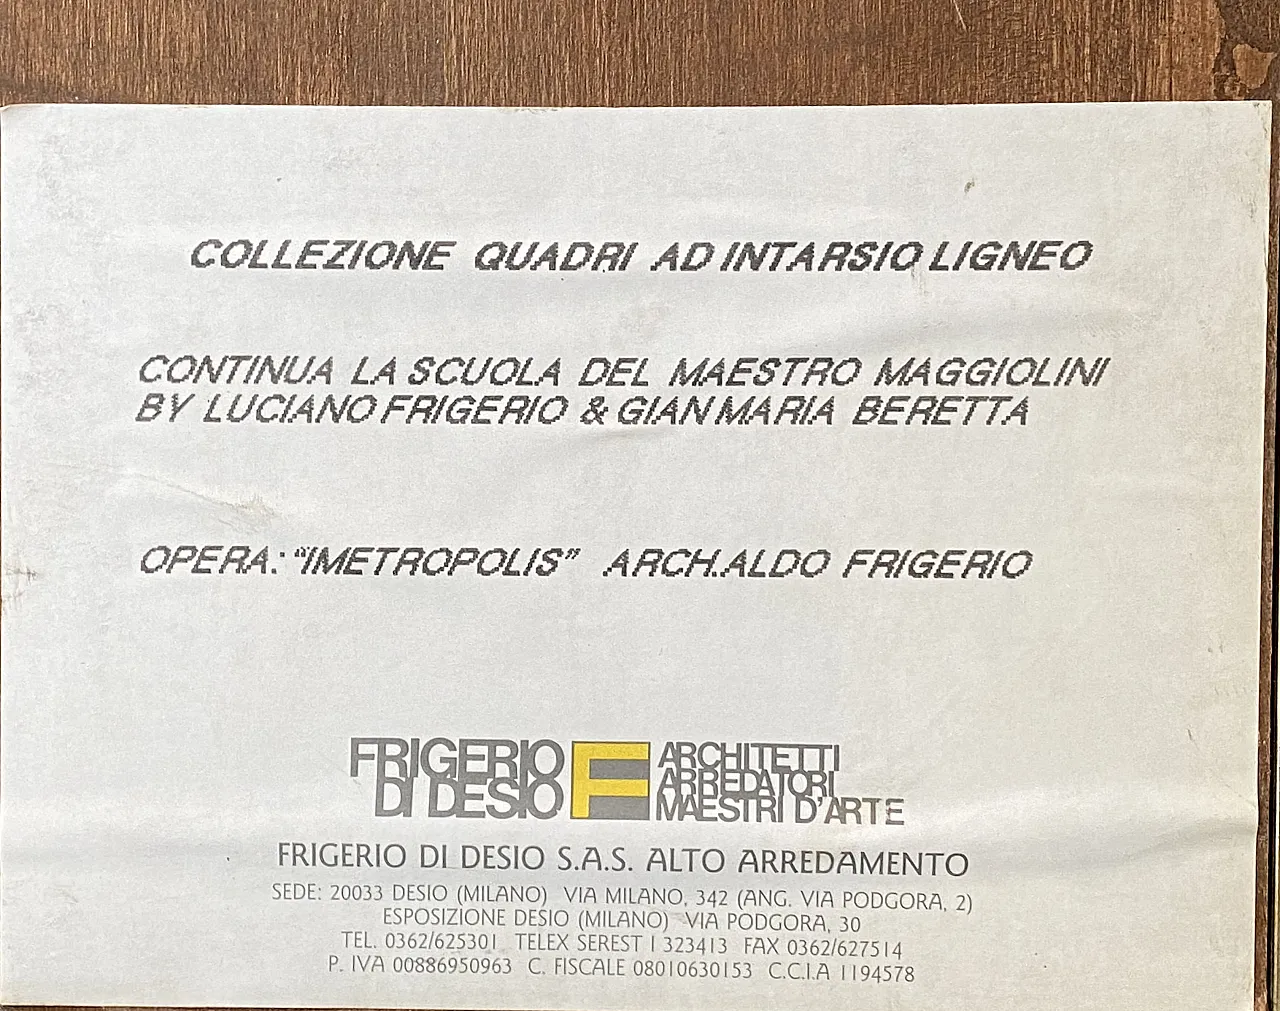 COLLEZIONE QUADRI AD INTARSIO LIGNEO
CONTINUA LA SCUOLA DEL MAESTRO MAGGIOLINI
BY LUCIANO FRIGERIO & GIANMARIA BERETTA
OPERA: "IMETROPOLIS" ARCH.ALDO FRIGERIO
FRIGERIO
DI DESIO
F
ARCHITETTI
ARREDATORI
MAESTRI D'ARTE
FRIGERIO DI DESIO S.A.S. ALTO ARREDAMENTO
SEDE: 20033 DESIO (MILANO) VIA MILANO, 342 (ANG. VIA PODGORA, 2)
ESPOSIZIONE DESIO (MILANO) VIA PODGORA, 30
TEL. 0362/625301 TELEX SEREST I 323413 FAX 0362/627514
P. IVA 00886950963 C. FISCALE 08010630153 C.C.I.A 1194578